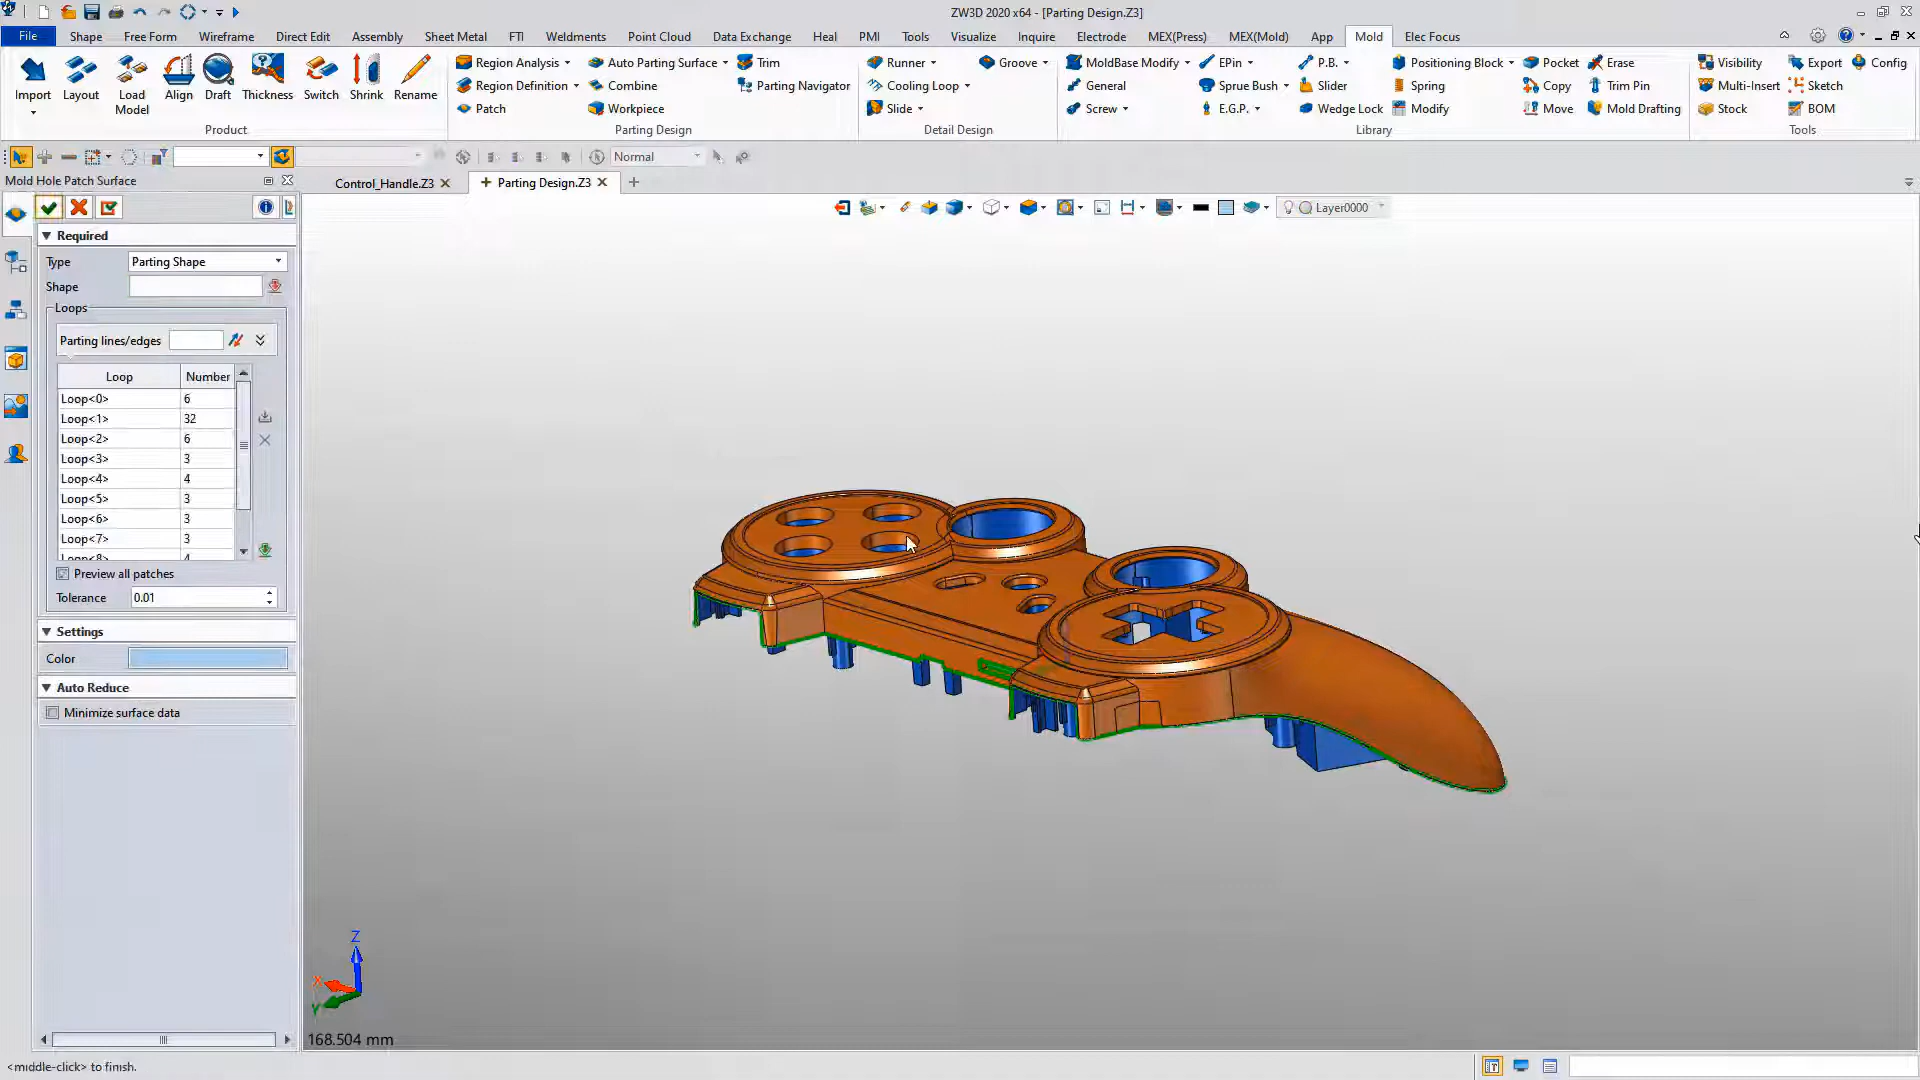 ZW3D 2020 x64 - [Parting Design.Z3]
File Shape Free Form Wireframe Direct Edit Assembly Sheet Metal FTI Weldments Point Cloud Data Exchange Heal PMI Tools Visualize Inquire Electrode MEX(Press) MEX(Mold) App Mold Elec Focus
Import Layout Load Model Align Draft Thickness Switch Shrink Rename
Product
Region Analysis Auto Parting Surface Trim
Region Definition Combine Parting Navigator
Patch Workpiece
Parting Design
Runner Groove
Cooling Loop
Slide
Detail Design
MoldBase Modify EPin P.B. Positioning Block Pocket Erase
General Sprue Bush Slider Spring Copy Trim Pin
Screw E.G.P. Wedge Lock Modify Move Mold Drafting
Library
Visibility Export Config
Multi-Insert Sketch
Stock BOM
Tools
Normal
Mold Hole Patch Surface
Control_Handle.Z3 Parting Design.Z3
Layer0000
Required
Type Parting Shape
Shape
Loops
Parting lines/edges
Loop Number
Loop<0> 6
Loop<1> 32
Loop<2> 6
Loop<3> 3
Loop<4> 4
Loop<5> 3
Loop<6> 3
Loop<7> 3
Loop<8> 4
Preview all patches
Tolerance 0.01
Settings
Color
Auto Reduce
Minimize surface data
Z
X
Y
168.504 mm
<middle-click> to finish.